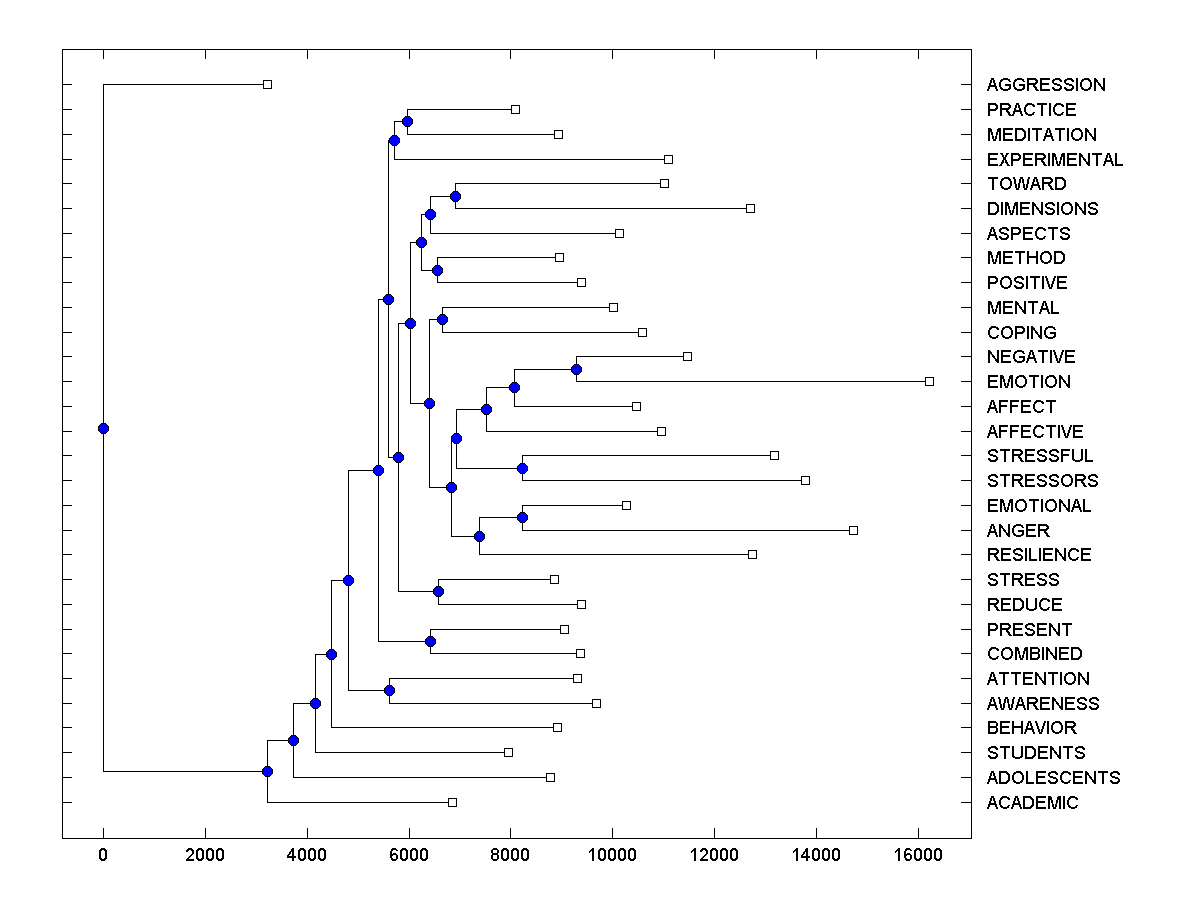 AGGRESSION
PRACTICE
MEDITATION
EXPERIMENTAL
TOWARD
DIMENSIONS
ASPECTS
METHOD
POSITIVE
MENTAL
COPING
NEGATIVE
EMOTION
AFFECT
AFFECTIVE
STRESSFUL
STRESSORS
EMOTIONAL
ANGER
RESILIENCE
STRESS
REDUCE
PRESENT
COMBINED
ATTENTION
AWARENESS
BEHAVIOR
STUDENTS
ADOLESCENTS
ACADEMIC
0 2000 4000 6000 8000 10000 12000 14000 16000